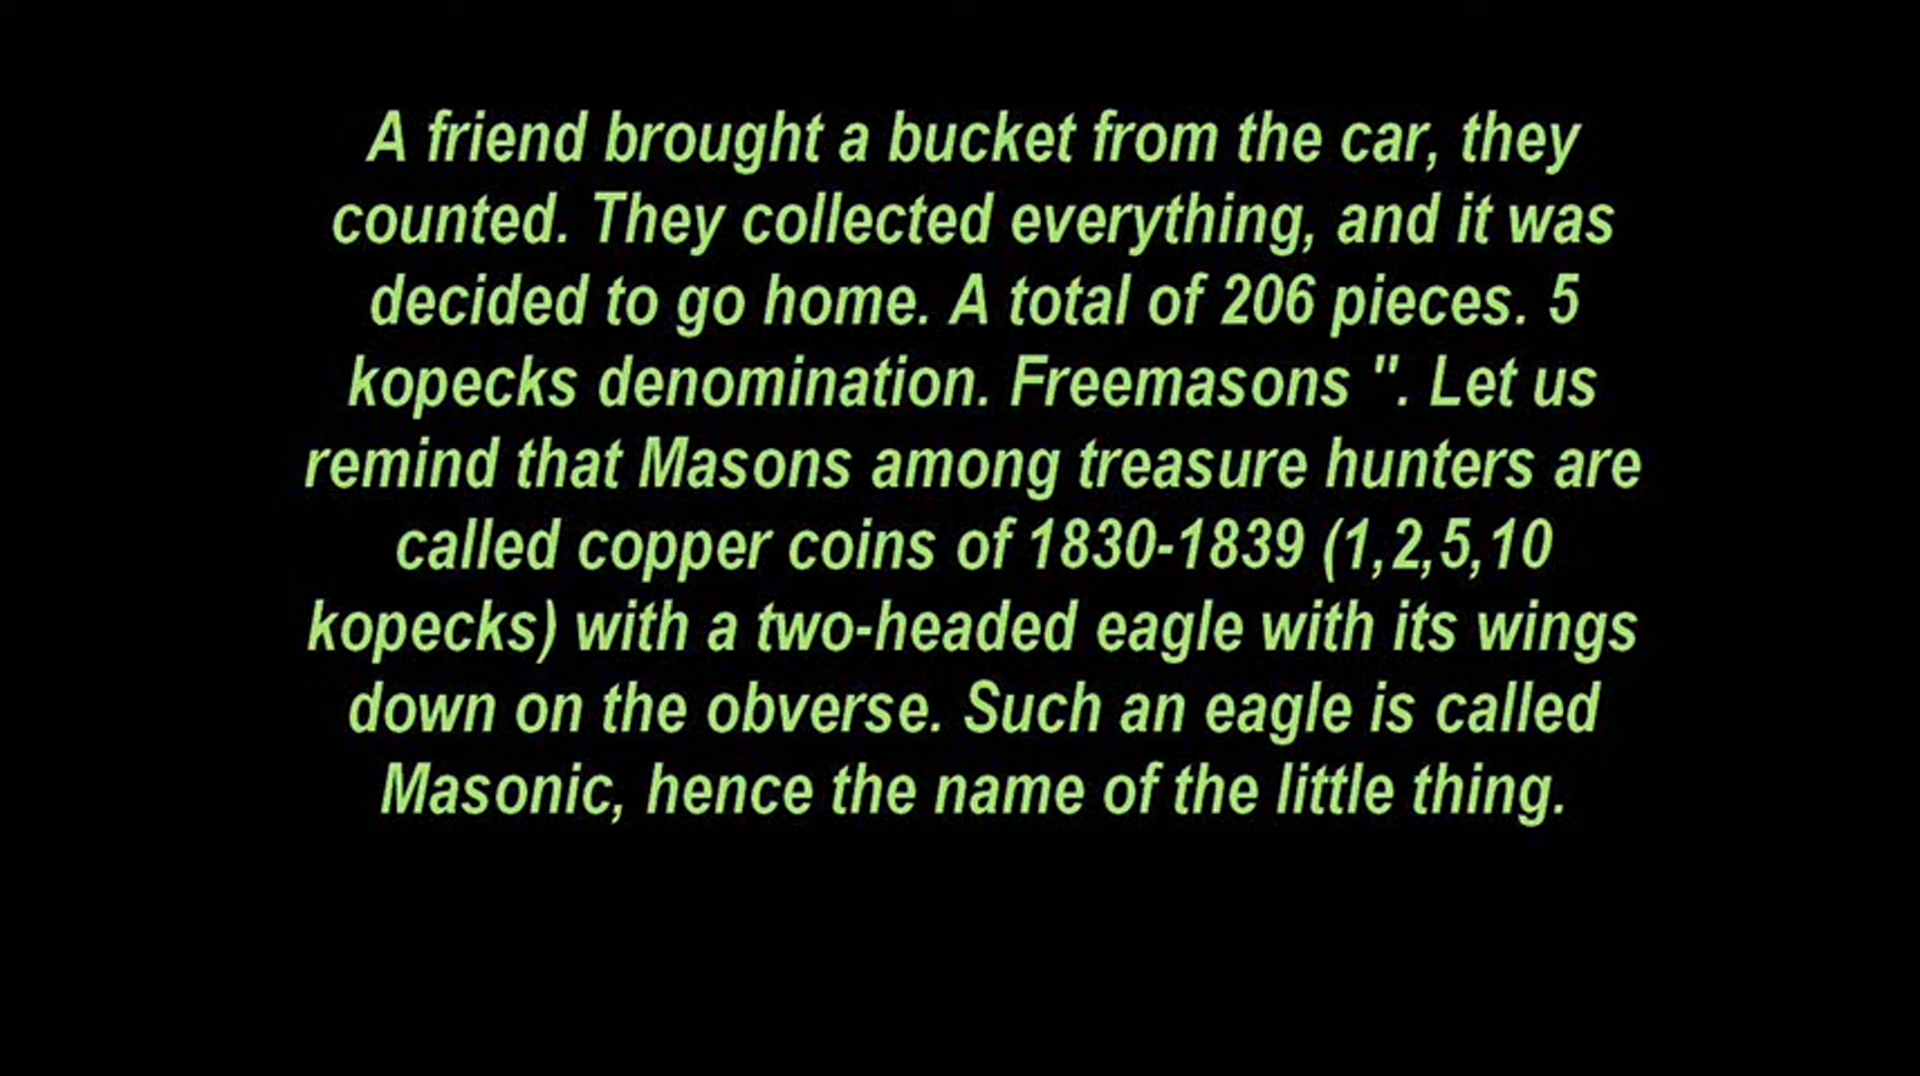 A friend brought a bucket from the car, they
counted. They collected everything, and it was
decided to go home. A total of 206 pieces. 5
kopecks denomination. Freemasons ". Let us
remind that Masons among treasure hunters are
called copper coins of 1830-1839 (1,2,5,10
kopecks) with a two-headed eagle with its wings
down on the obverse. Such an eagle is called
Masonic, hence the name of the little thing.